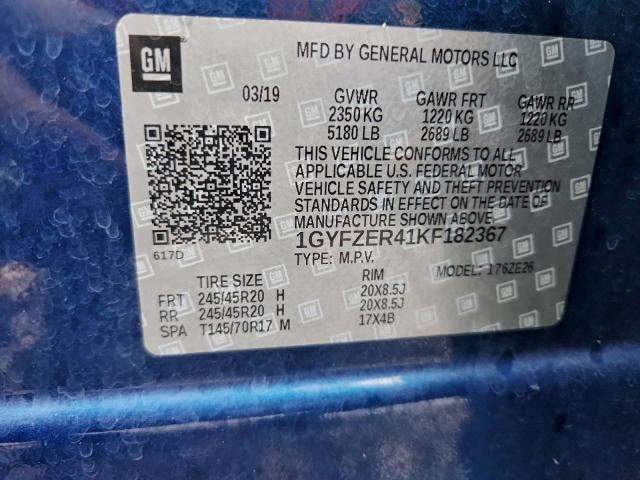 GM
MFD BY GENERAL MOTORS LLC
03/19 GVWR GAWR FRT GAWR RR
2350 KG 1220 KG 1220 KG
5180 LB 2689 LB 2689 LB
THIS VEHICLE CONFORMS TO ALL
APPLICABLE U.S. FEDERAL MOTOR
VEHICLE SAFETY AND THEFT PREVENTION
STANDARDS IN EFFECT ON THE DATE OF
MANUFACTURE SHOWN ABOVE
617D 1GYFZER41KF182367
TYPE: M.P.V. MODEL: 176ZE26
TIRE SIZE RIM
FRT 245/45R20 H 20X8.5J
RR 245/45R20 H 20X8.5J
SPA T145/70R17 M 17X4B